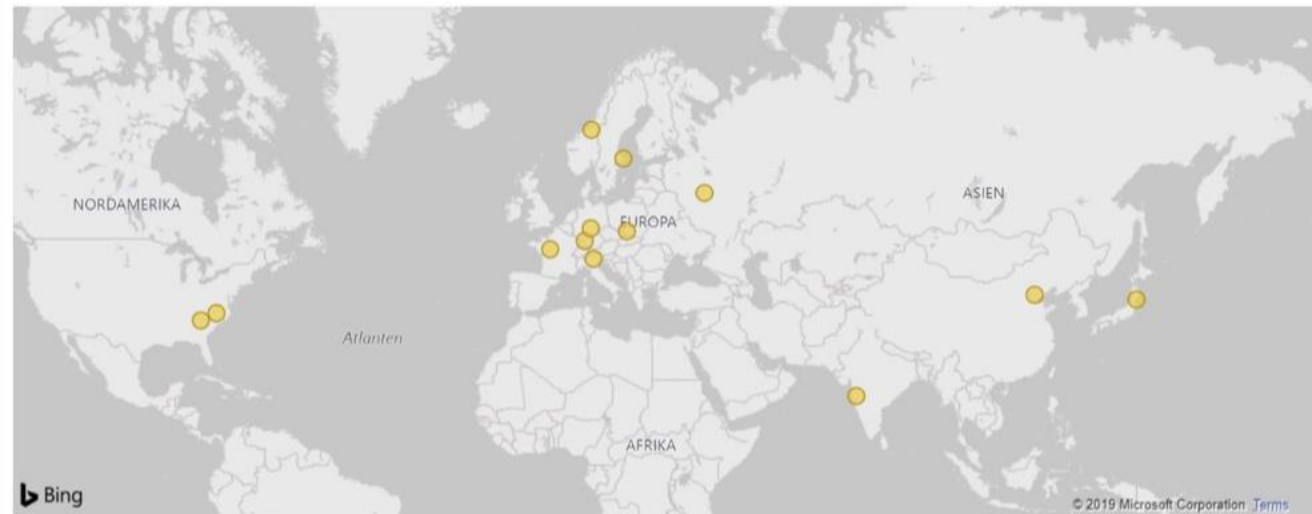 NORDAMERIKA
EUROPA
ASIEN
Atlanten
AFRIKA
Bing
© 2019 Microsoft Corporation Terms